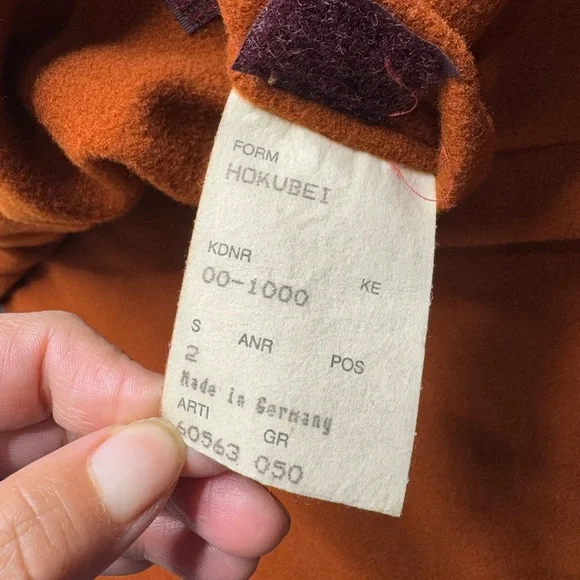 FORM
HOKUBEI
KDNR KE
00-1000
S ANR POS
2
Made in Germany
ARTI GR
60563 050